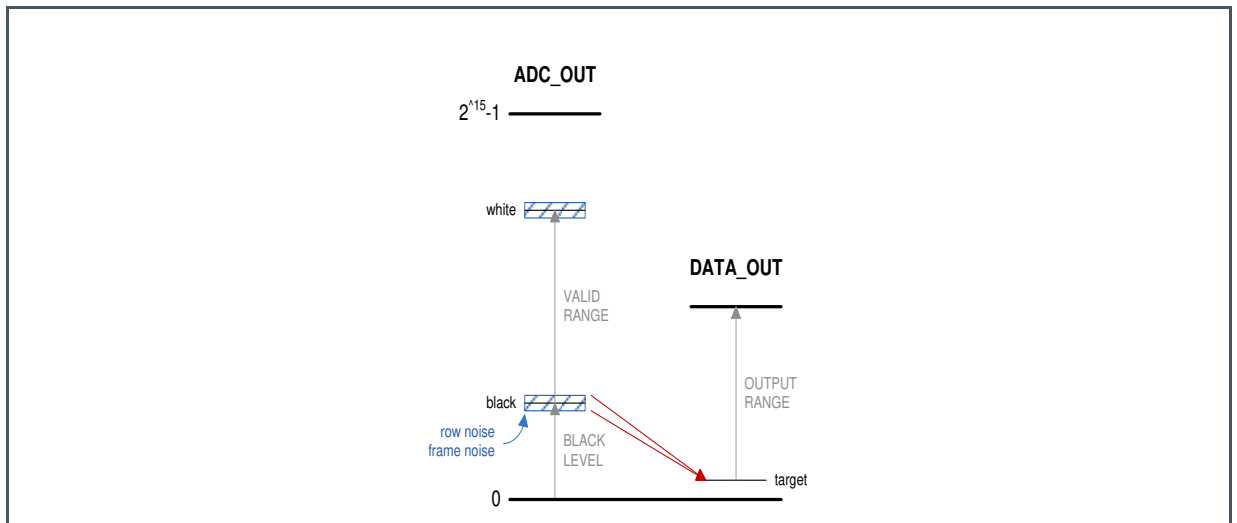 ADC_OUT
2^15-1
white
DATA_OUT
VALID
RANGE
OUTPUT
RANGE
black
row noise
frame noise
BLACK
LEVEL
target
0